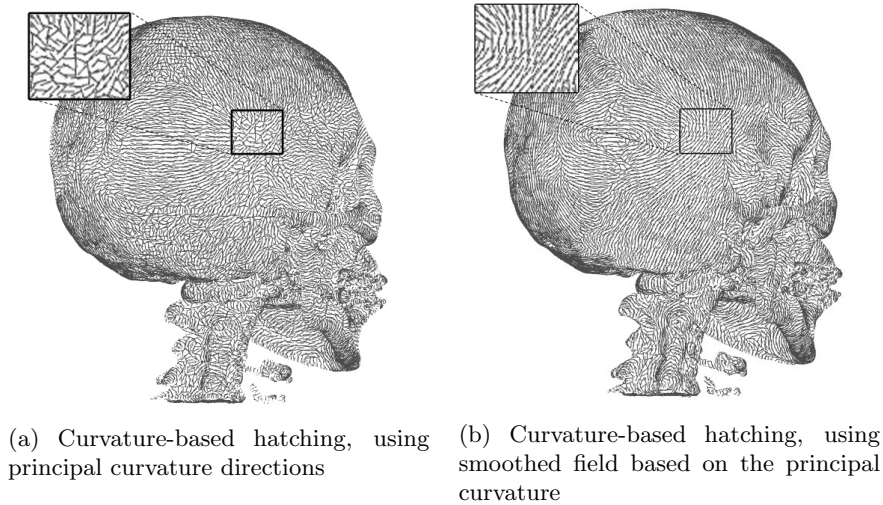 (a) Curvature-based hatching, using
principal curvature directions
(b) Curvature-based hatching, using
smoothed field based on the principal
curvature